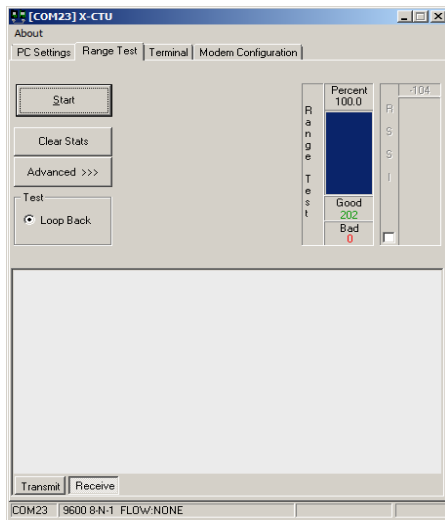 [COM23] X-CTU
About
PC Settings Range Test Terminal Modem Configuration
Start
Clear Stats
Advanced >>>
Test
Loop Back
Range Test
Percent
100.0
Good
202
Bad
0
RSSI
-104
Transmit Receive
COM23 9600 8-N-1 FLOW:NONE